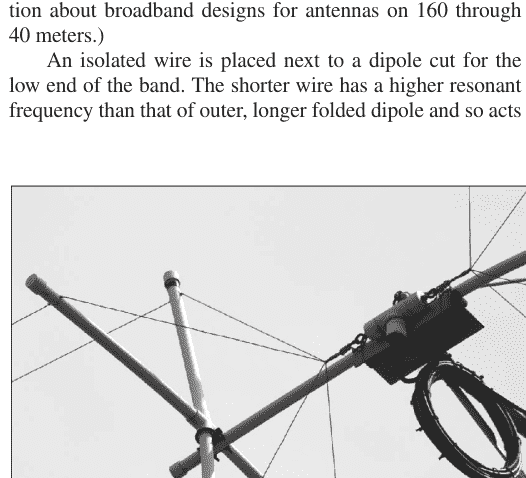 tion about broadband designs for antennas on 160 through
40 meters.)
An isolated wire is placed next to a dipole cut for the
low end of the band. The shorter wire has a higher resonant
frequency than that of outer, longer folded dipole and so acts